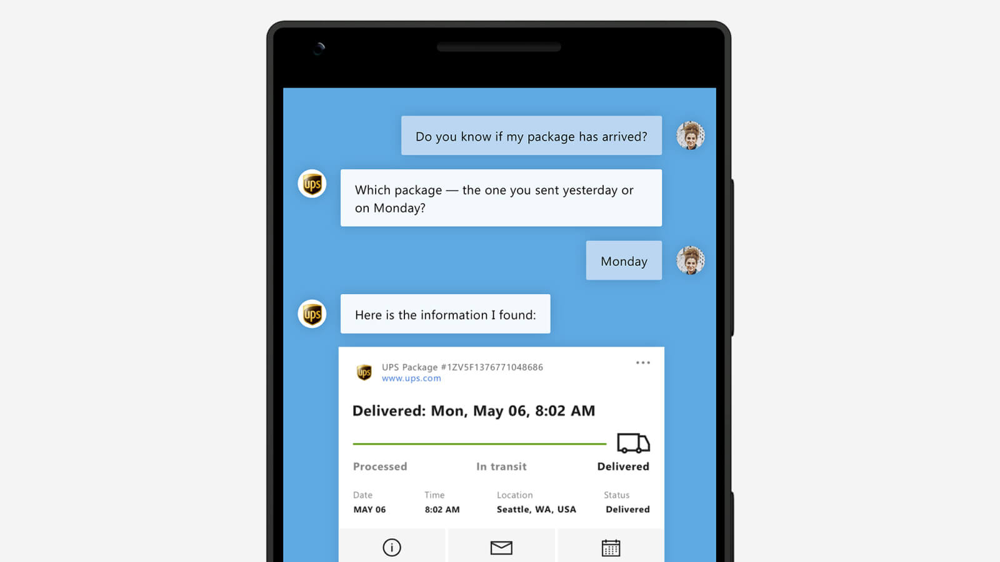 Do you know if my package has arrived?
ups
Which package — the one you sent yesterday or
on Monday?
Monday
ups
Here is the information I found:
ups
UPS Package #1ZV5F1376771048686
www.ups.com
Delivered: Mon, May 06, 8:02 AM
Processed In transit Delivered
Date Time Location Status
MAY 06 8:02 AM Seattle, WA, USA Delivered